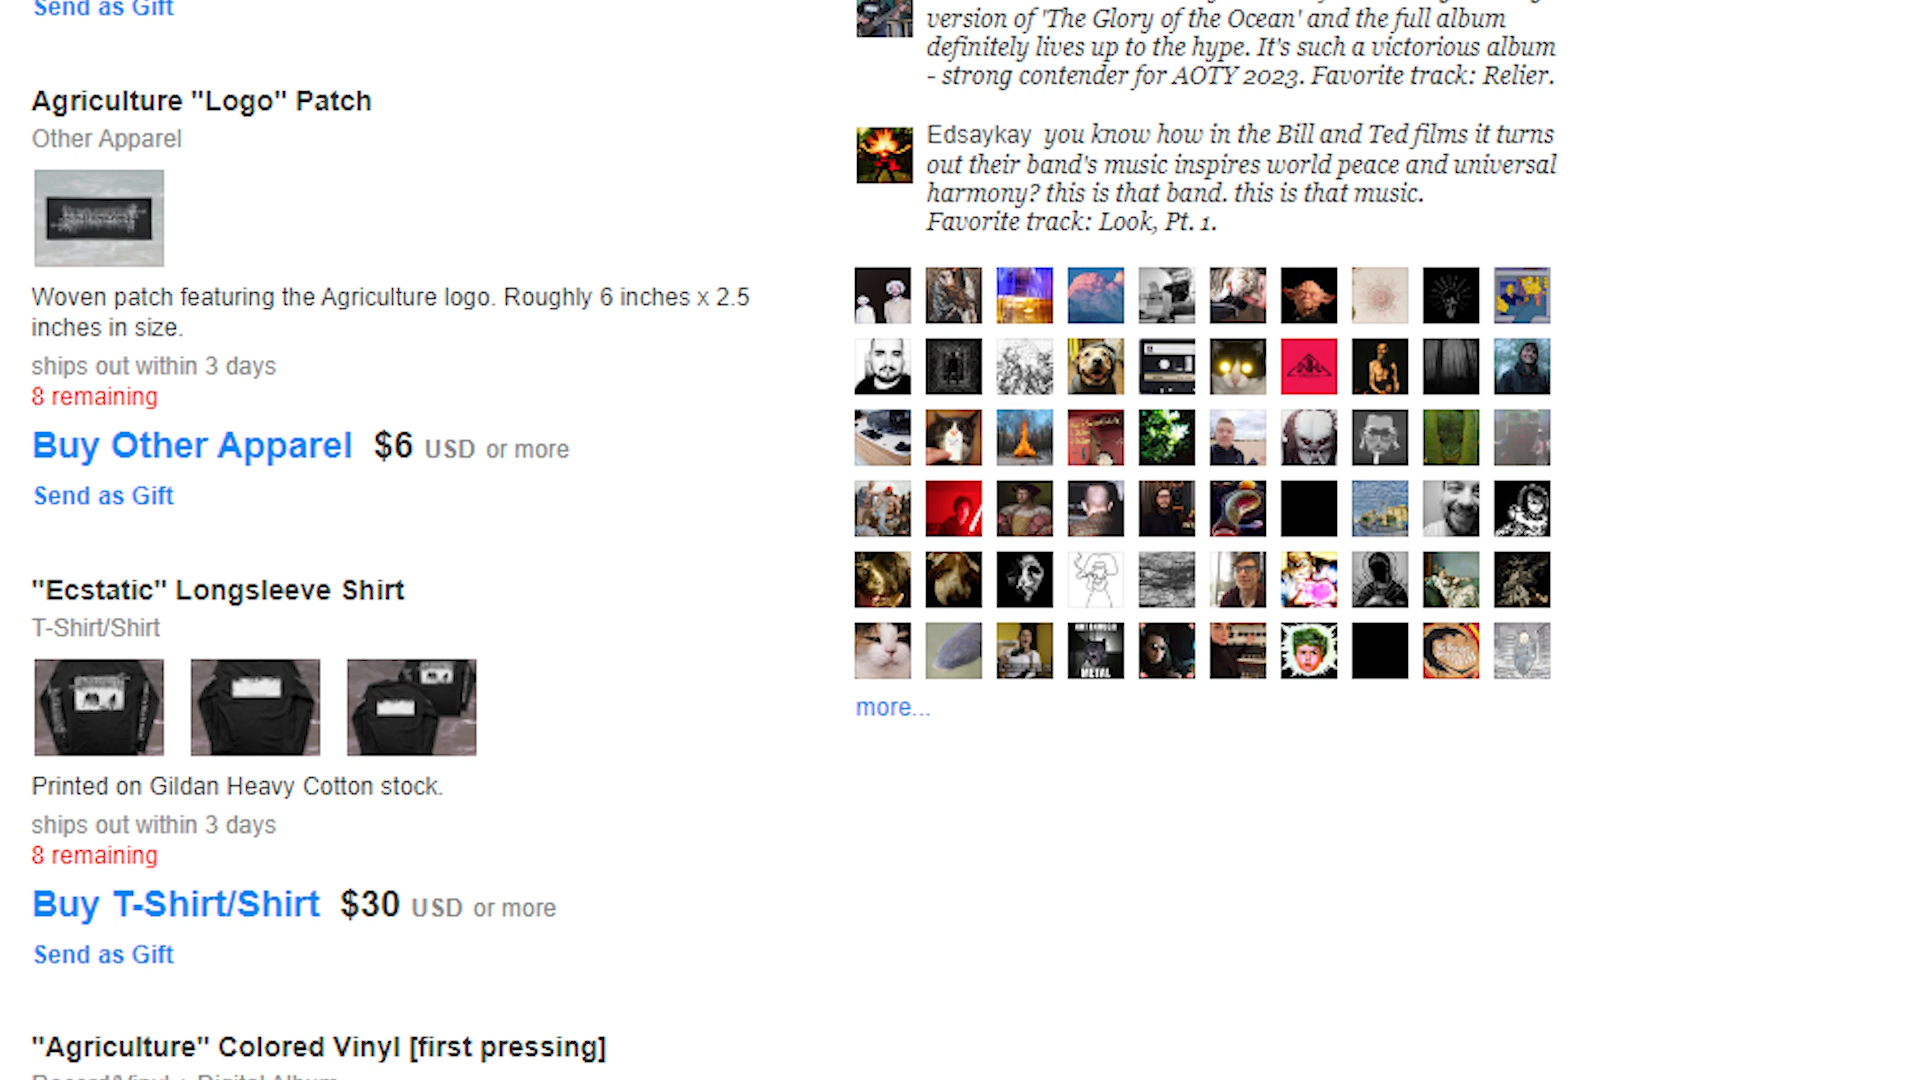 Send as Gift
Agriculture "Logo" Patch
Other Apparel
Woven patch featuring the Agriculture logo. Roughly 6 inches x 2.5
inches in size.
ships out within 3 days
8 remaining
Buy Other Apparel $6 USD or more
Send as Gift
"Ecstatic" Longsleeve Shirt
T-Shirt/Shirt
Printed on Gildan Heavy Cotton stock.
ships out within 3 days
8 remaining
Buy T-Shirt/Shirt $30 USD or more
Send as Gift
"Agriculture" Colored Vinyl [first pressing]
Record/Vinyl + Digital Album
version of 'The Glory of the Ocean' and the full album
definitely lives up to the hype. It's such a victorious album
- strong contender for AOTY 2023. Favorite track: Relier.
Edsaykay you know how in the Bill and Ted films it turns
out their band's music inspires world peace and universal
harmony? this is that band. this is that music.
Favorite track: Look, Pt. 1.
METAL
more...